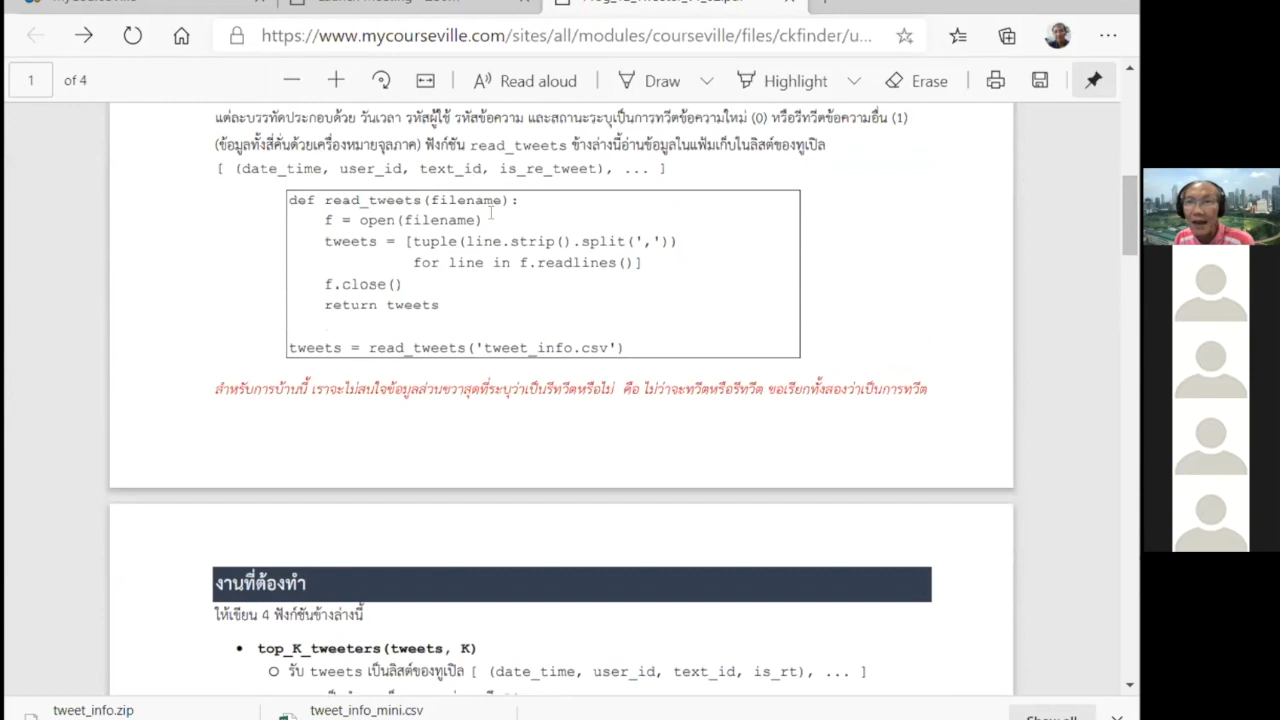 https://www.mycourseville.com/sites/all/modules/courseville/files/ckfinder/u...
1 of 4
Read aloud
Draw
Highlight
Erase
แต่ละบรรทัดประกอบด้วย วันเวลา รหัสผู้ใช้ รหัสข้อความ และสถานะระบุเป็นการทวีตข้อความใหม่ (0) หรือรีทวีตข้อความอื่น (1)
(ข้อมูลทั้งสี่คั่นด้วยเครื่องหมายจุลภาค) ฟังก์ชัน read_tweets ข้างล่างนี้อ่านข้อมูลในแฟ้มเก็บในลิสต์ของทูเปิล
[ (date_time, user_id, text_id, is_re_tweet), ... ]
def read_tweets(filename):
f = open(filename)
tweets = [tuple(line.strip().split(','))
for line in f.readlines()]
f.close()
return tweets
tweets = read_tweets('tweet_info.csv')
สำหรับการบ้านนี้ เราจะไม่สนใจข้อมูลส่วนขวาสุดที่ระบุว่าเป็นรีทวีตหรือไม่ คือ ไม่ว่าจะทวีตหรือรีทวีต ขอเรียกทั้งสองว่าเป็นการทวีต
งานที่ต้องทำ
ให้เขียน 4 ฟังก์ชันข้างล่างนี้
• top_K_tweeters(tweets, K)
รับ tweets เป็นลิสต์ของทูเปิล [ (date_time, user_id, text_id, is_rt), ... ]
tweet_info.zip
tweet_info_mini.csv